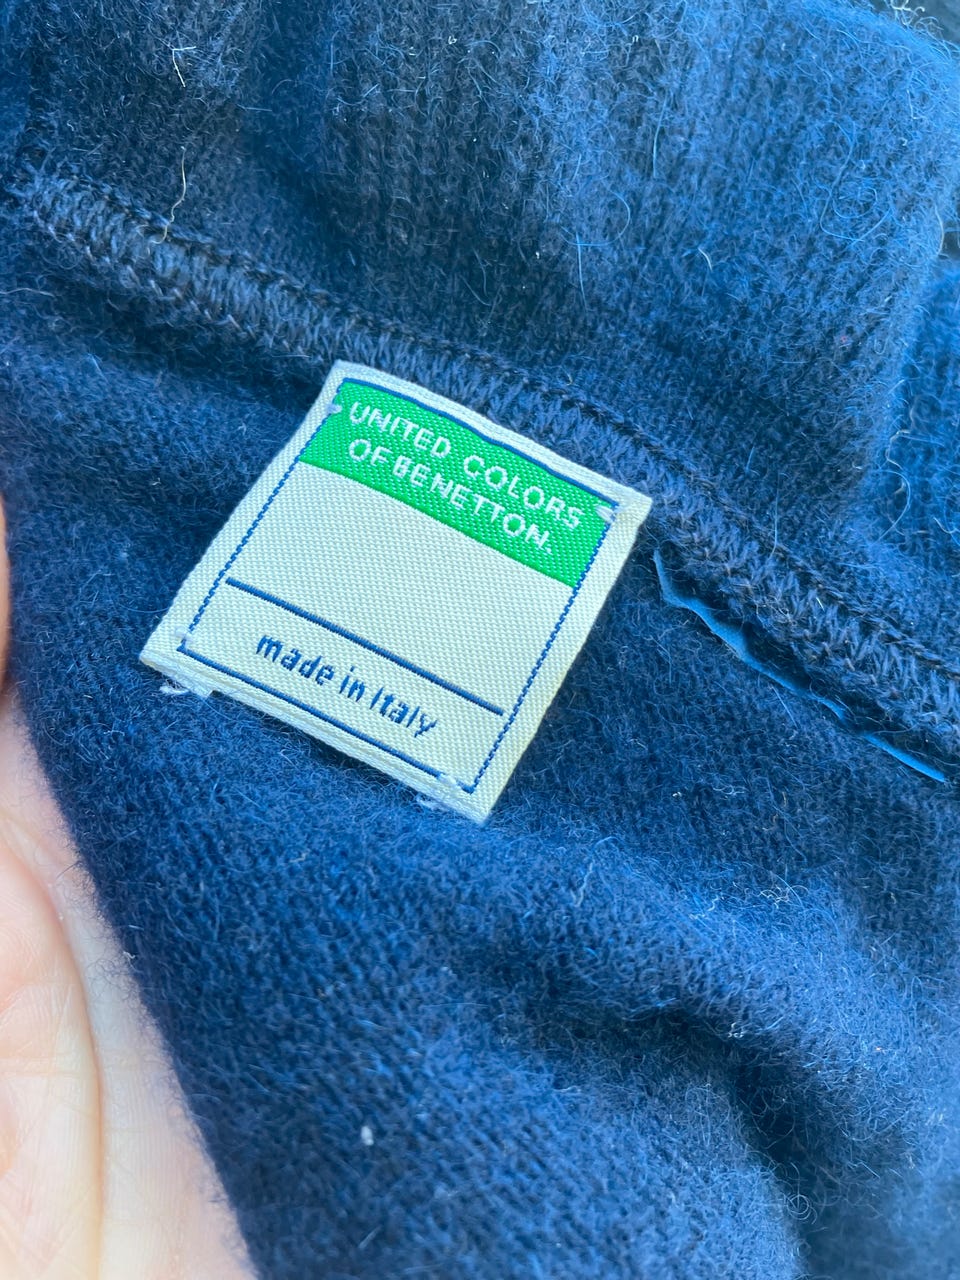 UNITED COLORS
OF BENETTON.
made in Italy